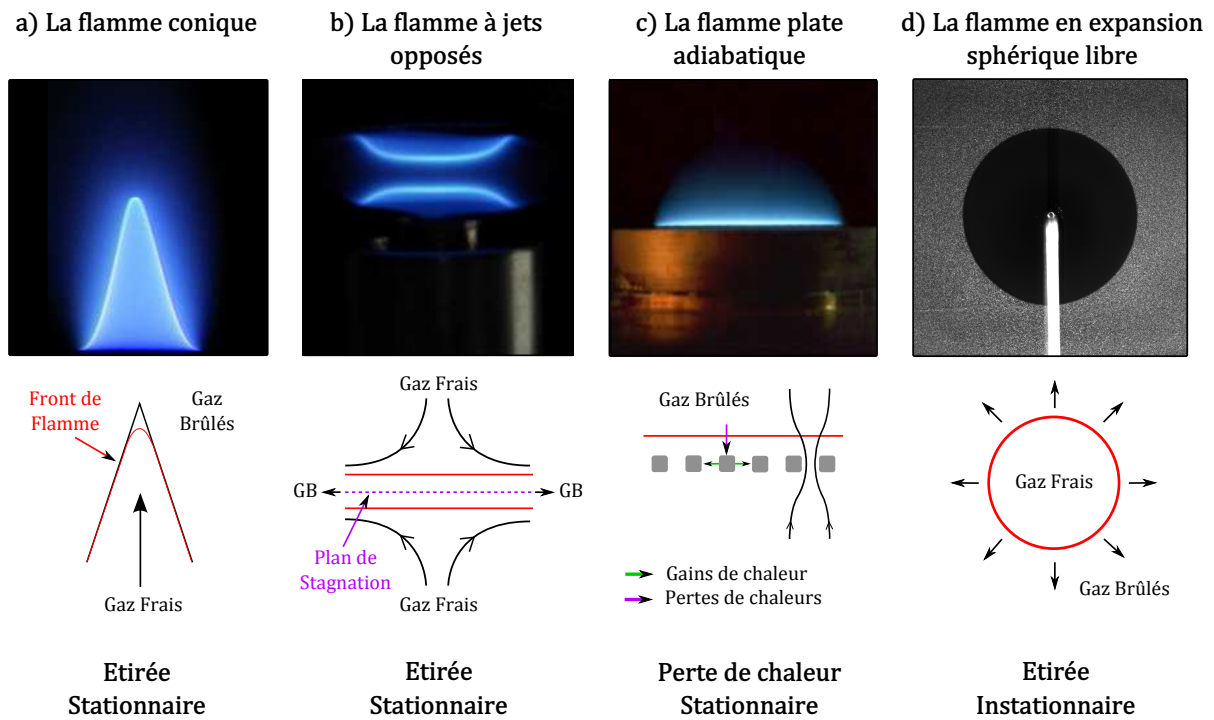 a) La flamme conique
b) La flamme à jets
opposés
c) La flamme plate
adiabatique
d) La flamme en expansion
sphérique libre
Front de
Flamme
Gaz
Brûlés
Gaz Frais
Gaz Frais
GB
GB
Plan de
Stagnation
Gaz Frais
Gaz Brûlés
Gains de chaleur
Pertes de chaleurs
Gaz Frais
Gaz Brûlés
Etirée
Stationnaire
Etirée
Stationnaire
Perte de chaleur
Stationnaire
Etirée
Instationnaire